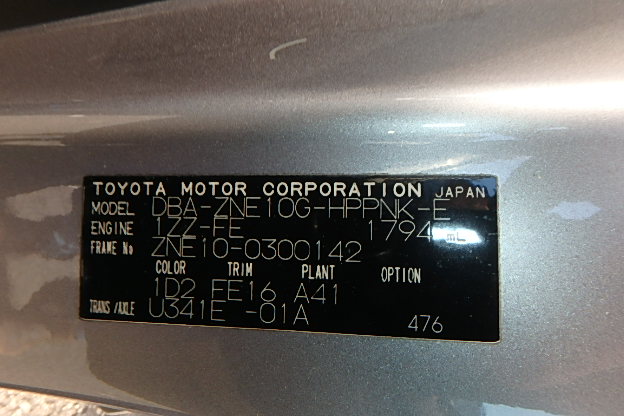 TOYOTA MOTOR CORPORATION JAPAN
MODEL DBA-ZNE10G-HPPNK-E
ENGINE 1ZZ-FE 1794 mL
FRAME No ZNE10-0300142
COLOR TRIM PLANT OPTION
1D2 FE16 A41
TRANS/AXLE U341E -01A
476